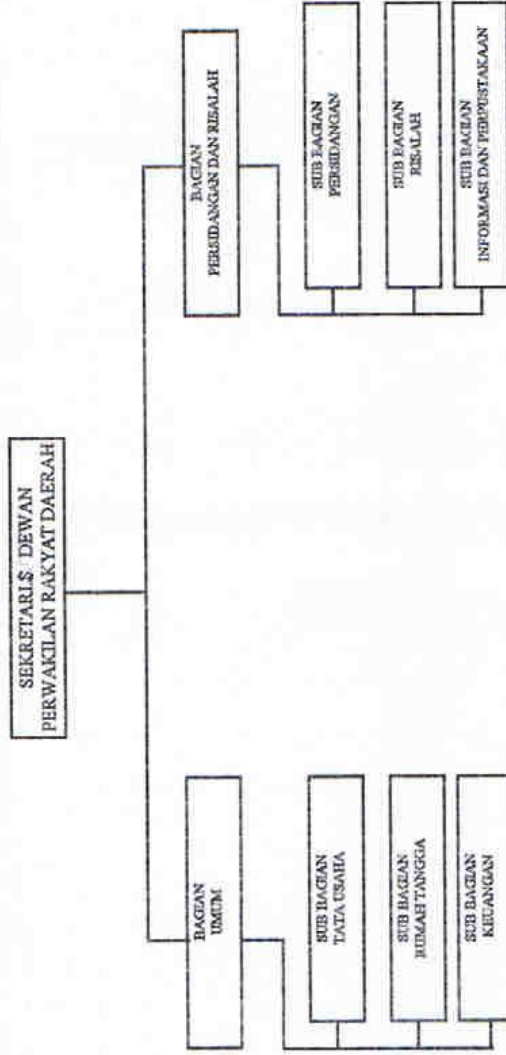 SEKRETARIS DEWAN
PERWAKILAN RAKYAT DAERAH
BAGIAN
UMUM
SUB BAGIAN
TATA USAHA
SUB BAGIAN
RUMAH TANGGA
SUB BAGIAN
KEUANGAN
BAGIAN
PERSIDANGAN DAN RISALAH
SUB BAGIAN
PERSIDANGAN
SUB BAGIAN
RISALAH
SUB BAGIAN
INFORMASI DAN PERPUSTAKAAN